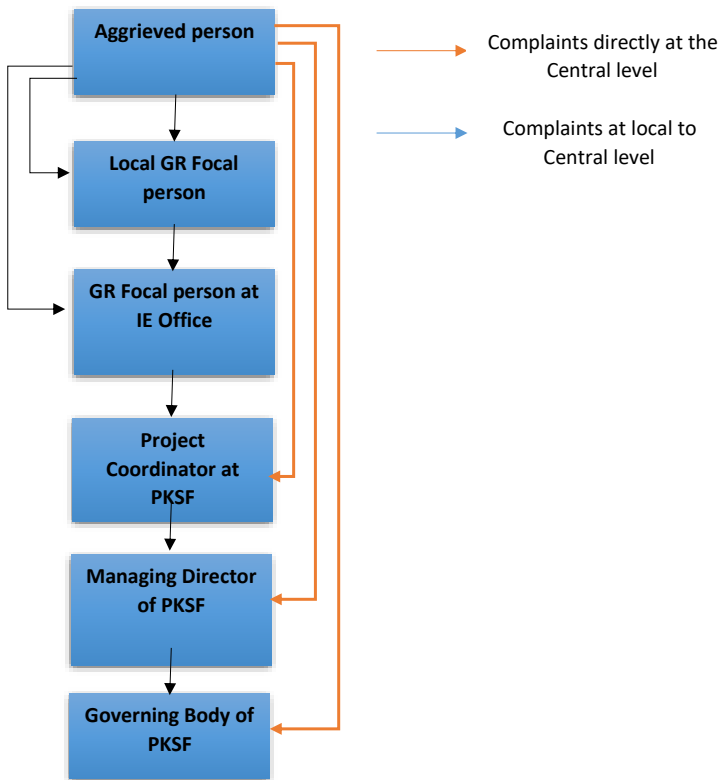 Aggrieved person
Complaints directly at the
Central level
Complaints at local to
Central level
Local GR Focal
person
GR Focal person at
IE Office
Project
Coordinator at
PKSF
Managing Director
of PKSF
Governing Body of
PKSF